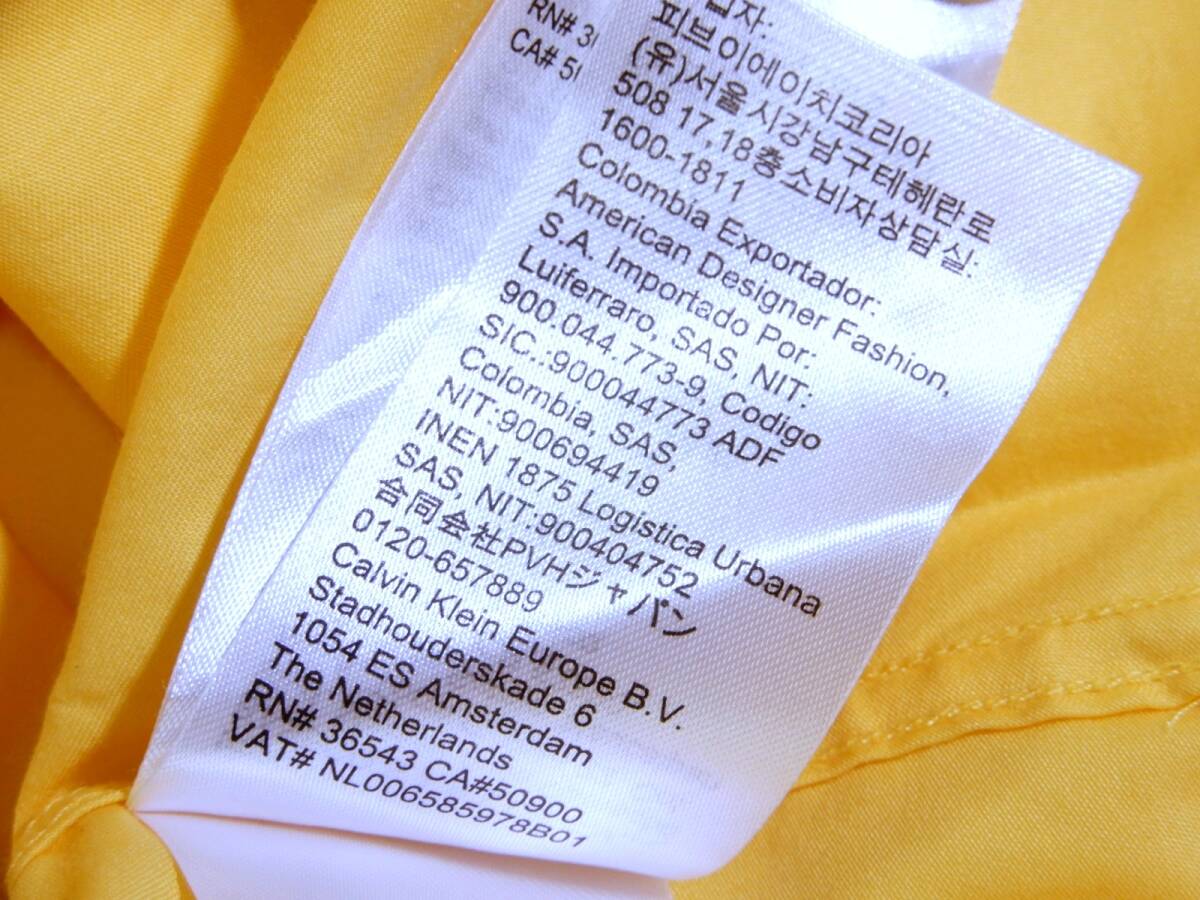 RN# 3
CA# 5
급자:
피브이에이치코리아
(유)서울시강남구테헤란로
508 17,18층소비자상담실:
1600-1811
Colombia Exportador:
American Designer Fashion,
S.A. Importado Por:
Luiferraro, SAS, NIT:
900.044.773-9, Codigo
SIC.:900044773 ADF
Colombia, SAS,
NIT:900694419
INEN 1875 Logistica Urbana
SAS, NIT:900404752
合同会社PVHジャパン
0120-657889
Calvin Klein Europe B.V.
Stadhouderskade 6
1054 ES Amsterdam
The Netherlands
RN# 36543 CA#50900
VAT# NL006585978B01